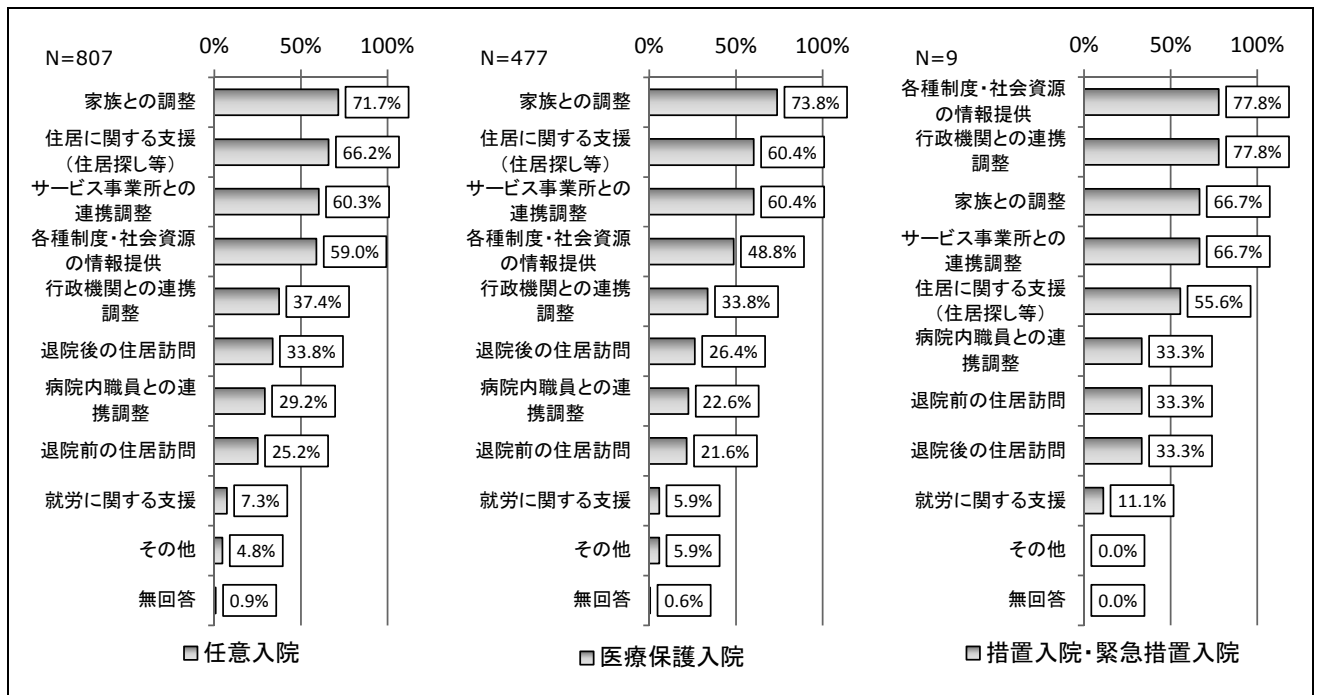 N=807
0% 50% 100%
家族との調整 71.7%
住居に関する支援
(住居探し等) 66.2%
サービス事業所との
連携調整 60.3%
各種制度・社会資源
の情報提供 59.0%
行政機関との連携
調整 37.4%
退院後の住居訪問 33.8%
病院内職員との連
携調整 29.2%
退院前の住居訪問 25.2%
就労に関する支援 7.3%
その他 4.8%
無回答 0.9%
任意入院
N=477
0% 50% 100%
家族との調整 73.8%
住居に関する支援
(住居探し等) 60.4%
サービス事業所との
連携調整 60.4%
各種制度・社会資源
の情報提供 48.8%
行政機関との連携
調整 33.8%
退院後の住居訪問 26.4%
病院内職員との連
携調整 22.6%
退院前の住居訪問 21.6%
就労に関する支援 5.9%
その他 5.9%
無回答 0.6%
医療保護入院
N=9
0% 50% 100%
各種制度・社会資源
の情報提供 77.8%
行政機関との連携
調整 77.8%
家族との調整 66.7%
サービス事業所との
連携調整 66.7%
住居に関する支援
(住居探し等) 55.6%
病院内職員との連
携調整 33.3%
退院前の住居訪問 33.3%
退院後の住居訪問 33.3%
就労に関する支援 11.1%
その他 0.0%
無回答 0.0%
措置入院・緊急措置入院